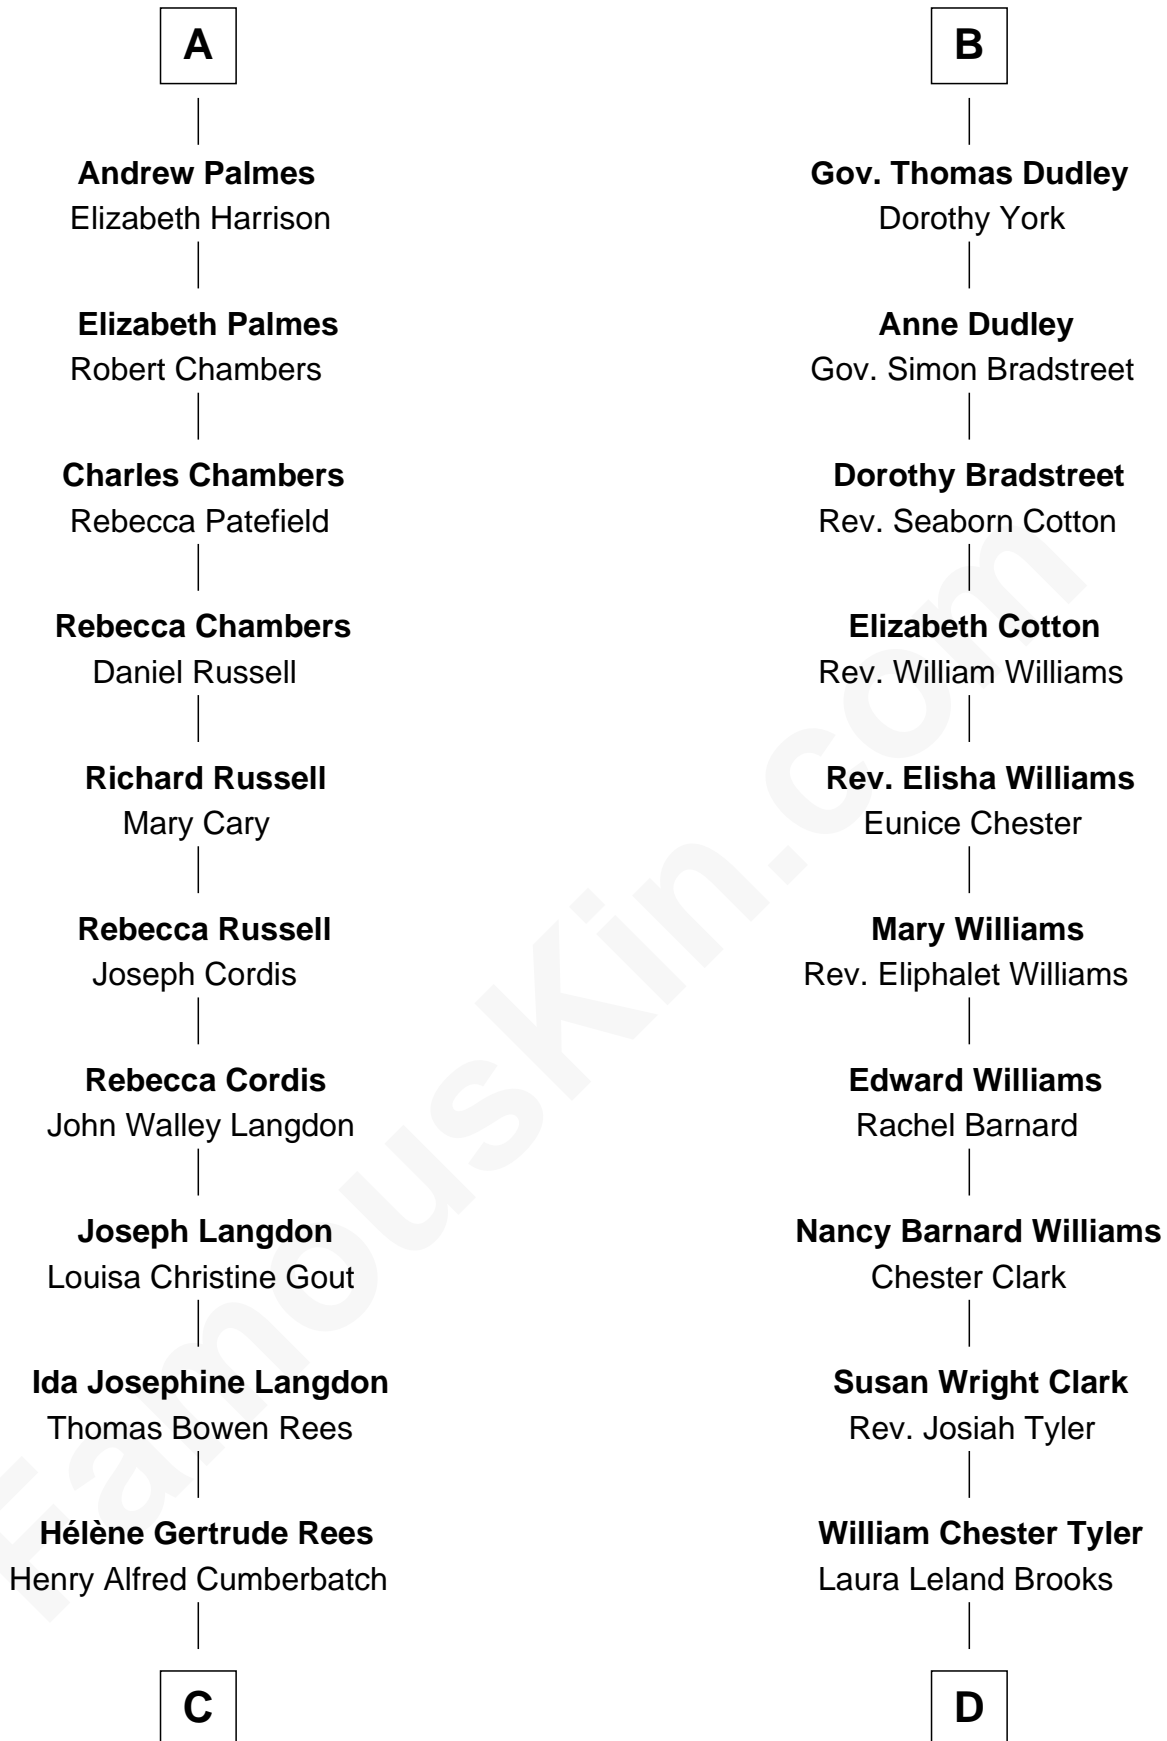 A
Andrew Palmes
Elizabeth Harrison
Elizabeth Palmes
Robert Chambers
Charles Chambers
Rebecca Patefield
Rebecca Chambers
Daniel Russell
Richard Russell
Mary Cary
Rebecca Russell
Joseph Cordis
Rebecca Cordis
John Walley Langdon
Joseph Langdon
Louisa Christine Gout
Ida Josephine Langdon
Thomas Bowen Rees
Hélène Gertrude Rees
Henry Alfred Cumberbatch
C
B
Gov. Thomas Dudley
Dorothy York
Anne Dudley
Gov. Simon Bradstreet
Dorothy Bradstreet
Rev. Seaborn Cotton
Elizabeth Cotton
Rev. William Williams
Rev. Elisha Williams
Eunice Chester
Mary Williams
Rev. Eliphalet Williams
Edward Williams
Rachel Barnard
Nancy Barnard Williams
Chester Clark
Susan Wright Clark
Rev. Josiah Tyler
William Chester Tyler
Laura Leland Brooks
D
FamousKin.com